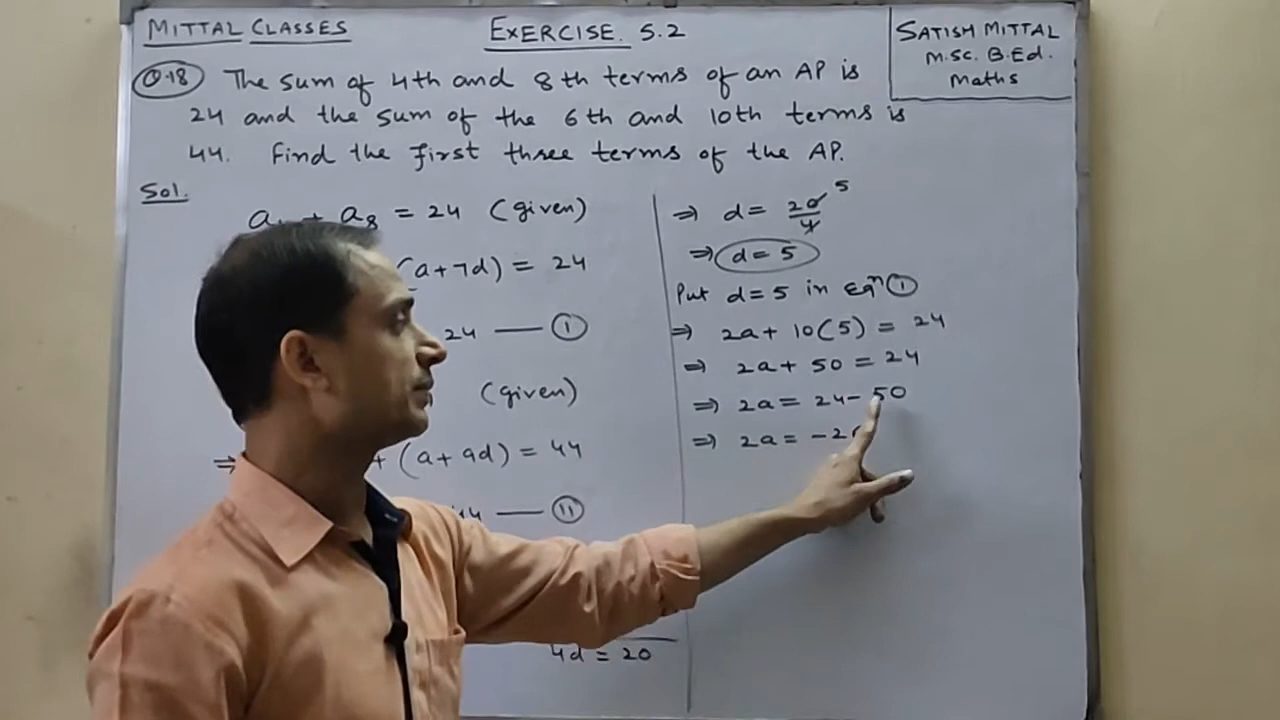 MITTAL CLASSES
EXERCISE. 5.2
SATISH MITTAL
M.Sc. B.Ed.
Maths
Q.18 The sum of 4th and 8th terms of an AP is
24 and the sum of the 6th and 10th terms is
44. Find the first three terms of the AP.
Sol.
+ a₈ = 24 (given)
(a+7d) = 24
24 —— ①
(given)
⇒ + (a+9d) = 44
44 —— ⑪
4d = 20
⇒ d = 20/4 5
⇒ d = 5
Put d = 5 in Eqⁿ ①
⇒ 2a + 10(5) = 24
⇒ 2a + 50 = 24
⇒ 2a = 24 - 50
⇒ 2a = -2